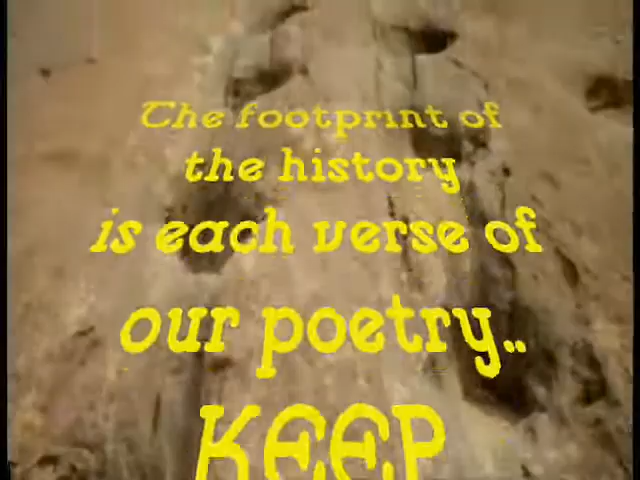 The footprint of
the history
is each verse of
our poetry..
KEEP